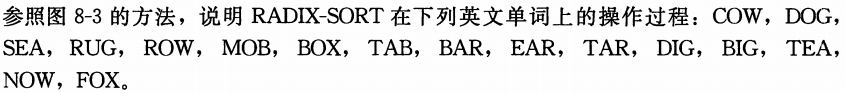 参照图 8-3 的方法，说明 RADIX-SORT 在下列英文单词上的操作过程：COW，DOG，
SEA，RUG，ROW，MOB，BOX，TAB，BAR，EAR，TAR，DIG，BIG，TEA，
NOW，FOX。